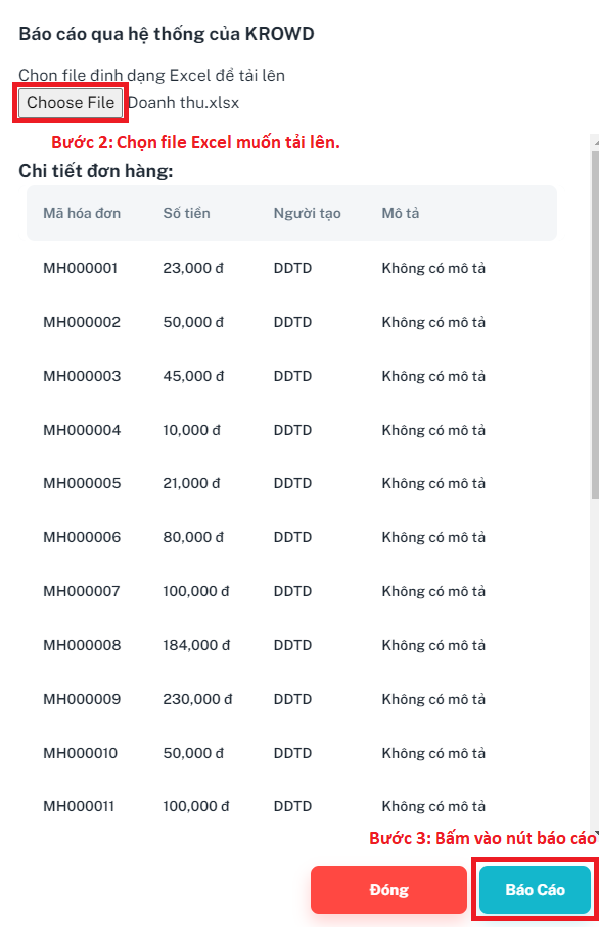 Báo cáo qua hệ thống của KROWD
Chọn file định dạng Excel để tải lên
Choose File Doanh thu.xlsx
Bước 2: Chọn file Excel muốn tải lên.
Chi tiết đơn hàng:
Mã hóa đơn Số tiền Người tạo Mô tả
MH000001 23,000 đ DDTD Không có mô tả
MH000002 50,000 đ DDTD Không có mô tả
MH000003 45,000 đ DDTD Không có mô tả
MH000004 10,000 đ DDTD Không có mô tả
MH000005 21,000 đ DDTD Không có mô tả
MH000006 80,000 đ DDTD Không có mô tả
MH000007 100,000 đ DDTD Không có mô tả
MH000008 184,000 đ DDTD Không có mô tả
MH000009 230,000 đ DDTD Không có mô tả
MH000010 50,000 đ DDTD Không có mô tả
MH000011 100,000 đ DDTD Không có mô tả
Bước 3: Bấm vào nút báo cáo
Đóng Báo Cáo